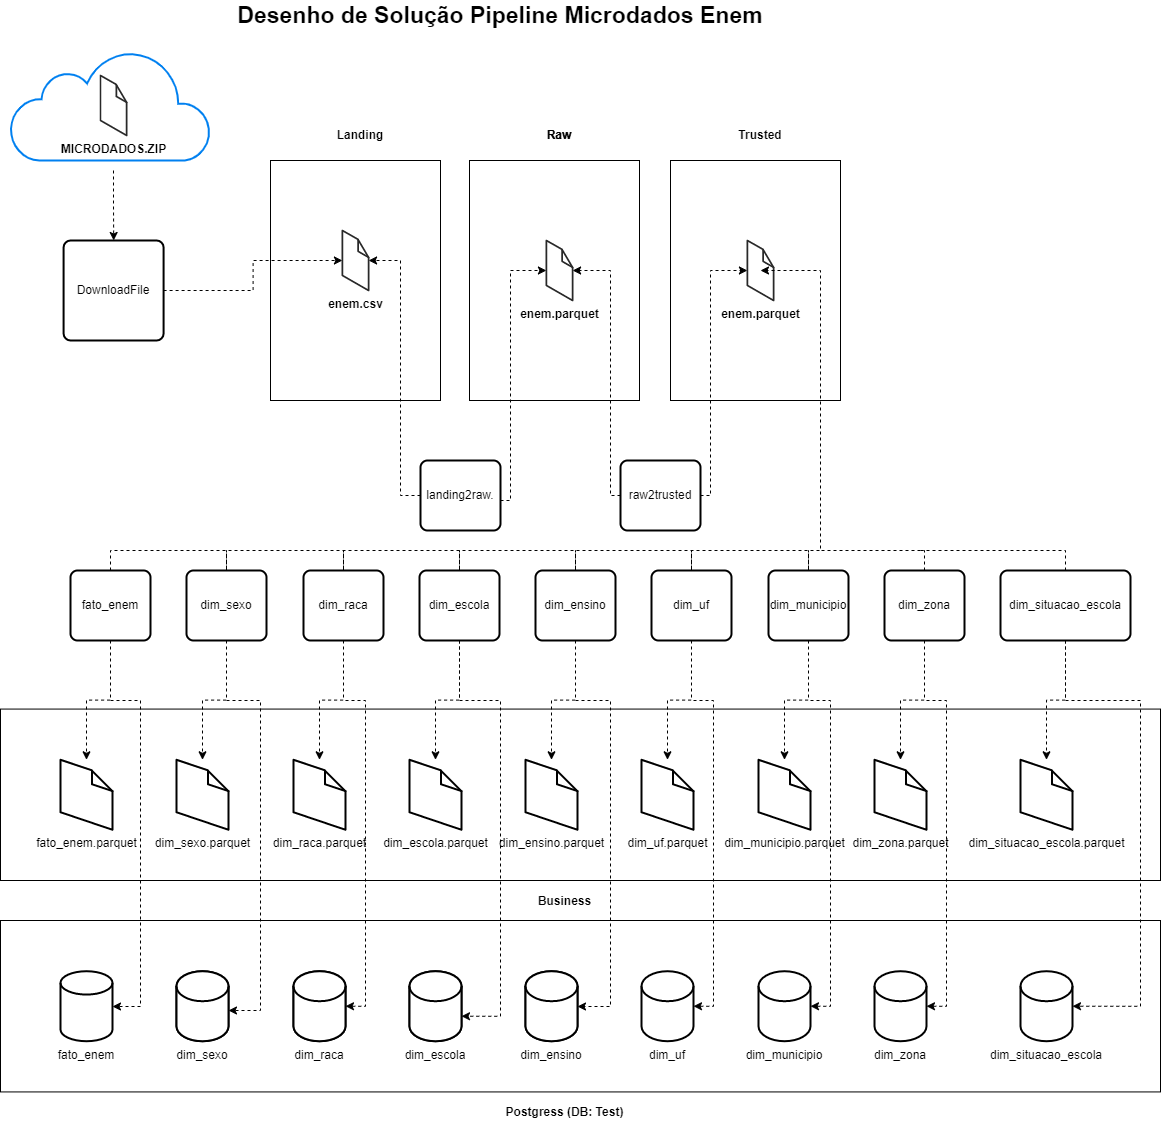 Desenho de Solução Pipeline Microdados Enem
MICRODADOS.ZIP
Landing
Raw
Trusted
DownloadFile
enem.csv
enem.parquet
enem.parquet
landing2raw.
raw2trusted
fato_enem
dim_sexo
dim_raca
dim_escola
dim_ensino
dim_uf
dim_municipio
dim_zona
dim_situacao_escola
fato_enem.parquet
dim_sexo.parquet
dim_raca.parquet
dim_escola.parquet
dim_ensino.parquet
dim_uf.parquet
dim_municipio.parquet
dim_zona.parquet
dim_situacao_escola.parquet
Business
fato_enem
dim_sexo
dim_raca
dim_escola
dim_ensino
dim_uf
dim_municipio
dim_zona
dim_situacao_escola
Postgress (DB: Test)